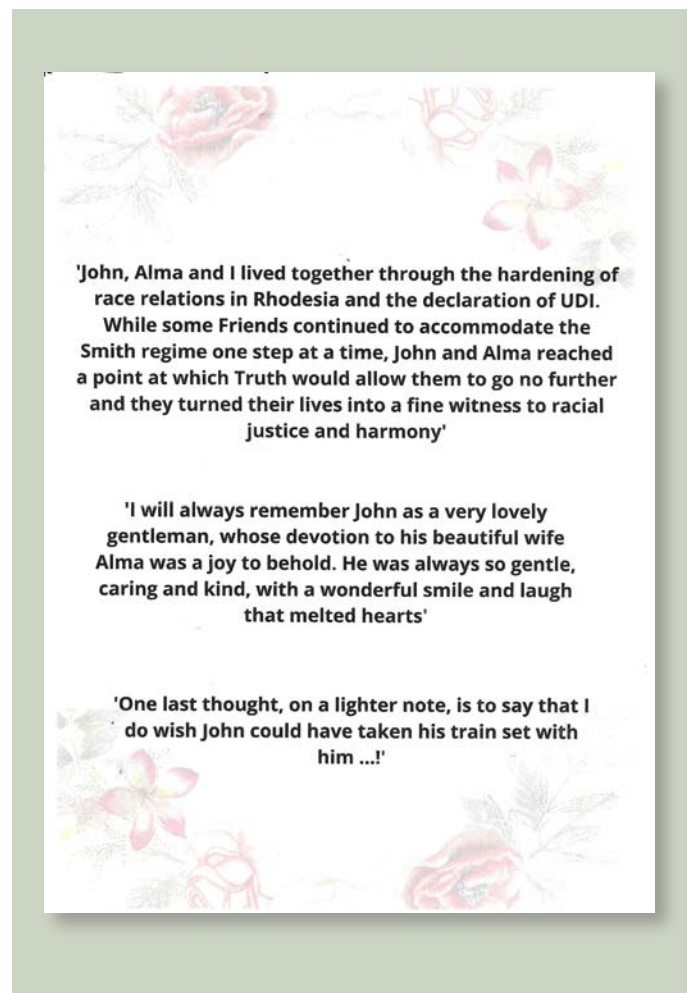 'John, Alma and I lived together through the hardening of
race relations in Rhodesia and the declaration of UDI.
While some Friends continued to accommodate the
Smith regime one step at a time, John and Alma reached
a point at which Truth would allow them to go no further
and they turned their lives into a fine witness to racial
justice and harmony'
'I will always remember John as a very lovely
gentleman, whose devotion to his beautiful wife
Alma was a joy to behold. He was always so gentle,
caring and kind, with a wonderful smile and laugh
that melted hearts'
'One last thought, on a lighter note, is to say that I
do wish John could have taken his train set with
him ...!'